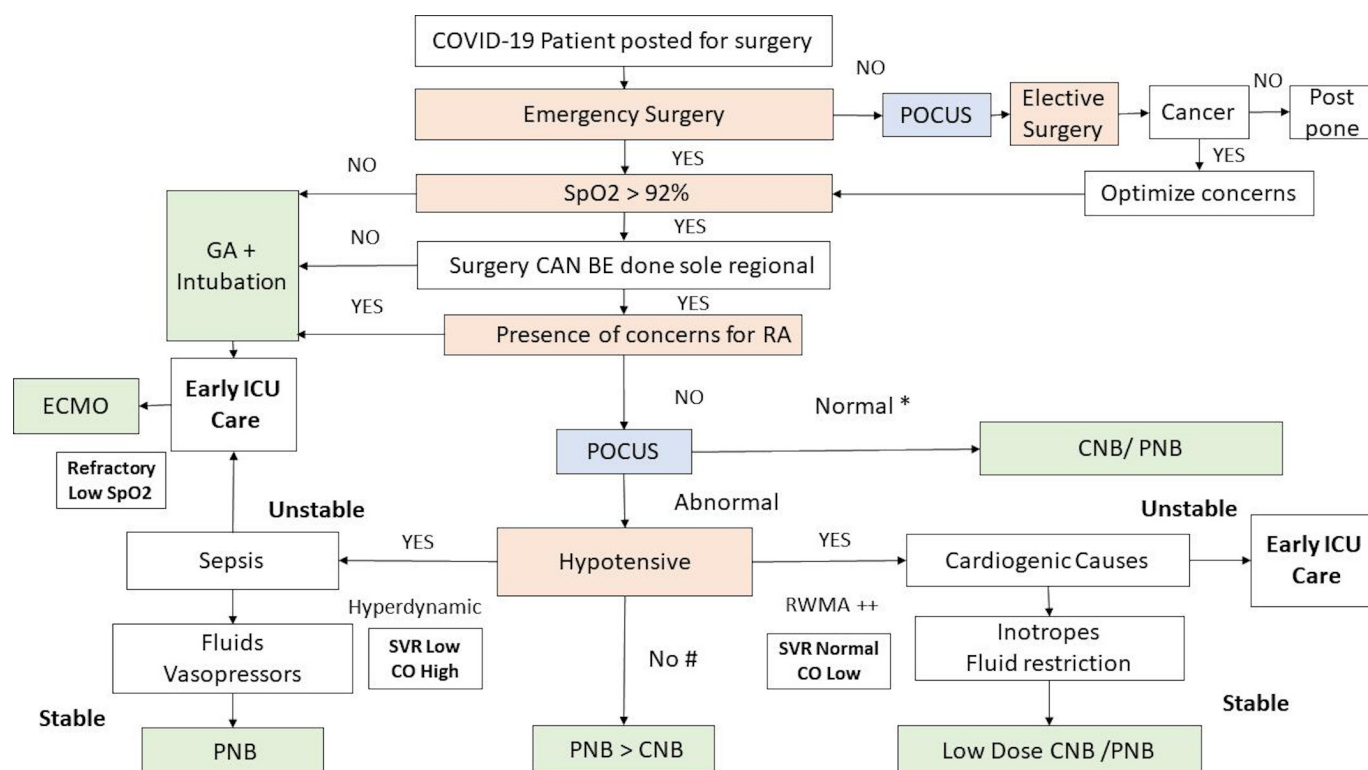 COVID-19 Patient posted for surgery
NO
Emergency Surgery
POCUS
Elective
Surgery
Cancer
NO
Post
pone
YES
YES
Optimize concerns
NO
SpO2 > 92%
YES
GA +
Intubation
NO
Surgery CAN BE done sole regional
YES
YES
Presence of concerns for RA
NO
Early ICU
Care
ECMO
Refractory
Low SpO2
POCUS
Normal *
CNB/ PNB
Abnormal
Unstable
Sepsis
YES
Hypotensive
YES
Cardiogenic Causes
Unstable
Early ICU
Care
Hyperdynamic
SVR Low
CO High
RWMA ++
SVR Normal
CO Low
Fluids
Vasopressors
No #
Inotropes
Fluid restriction
Stable
PNB
PNB > CNB
Stable
Low Dose CNB /PNB